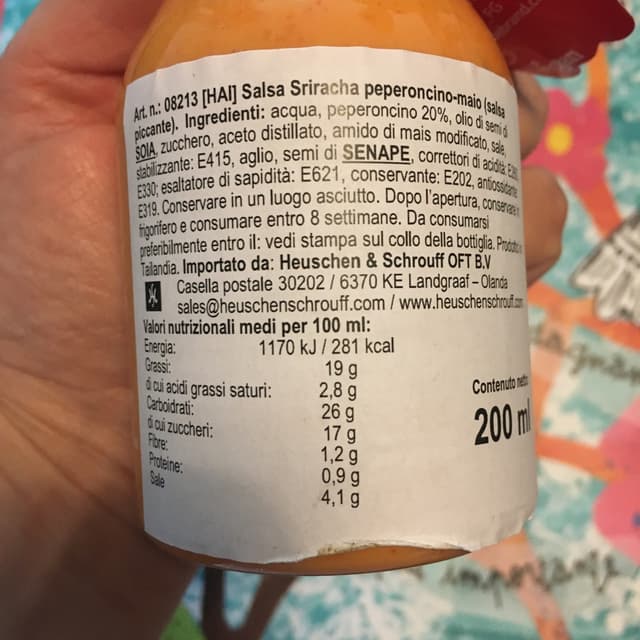 Art. n.: 08213 [HAI] Salsa Sriracha peperoncino-maio (salsa
piccante). Ingredienti: acqua, peperoncino 20%, olio di semi di
SOIA, zucchero, aceto distillato, amido di mais modificato, sale,
stabilizzante: E415, aglio, semi di SENAPE, correttori di acidità:
E330; esaltatore di sapidità: E621, conservante: E202, antiossidante
E319. Conservare in un luogo asciutto. Dopo l'apertura, conservare in
frigorifero e consumare entro 8 settimane. Da consumarsi
preferibilmente entro il: vedi stampa sul collo della bottiglia. Prodotto in
Tailandia. Importato da: Heuschen & Schrouff OFT B.V
Casella postale 30202 / 6370 KE Landgraaf – Olanda
sales@heuschenschrouff.com / www.heuschenschrouff.com
Valori nutrizionali medi per 100 ml:
Energia: 1170 kJ / 281 kcal
Grassi: 19 g
di cui acidi grassi saturi: 2,8 g
Carboidrati: 26 g
di cui zuccheri: 17 g
Fibre: 1,2 g
Proteine: 0,9 g
Sale 4,1 g
Contenuto netto
200 ml